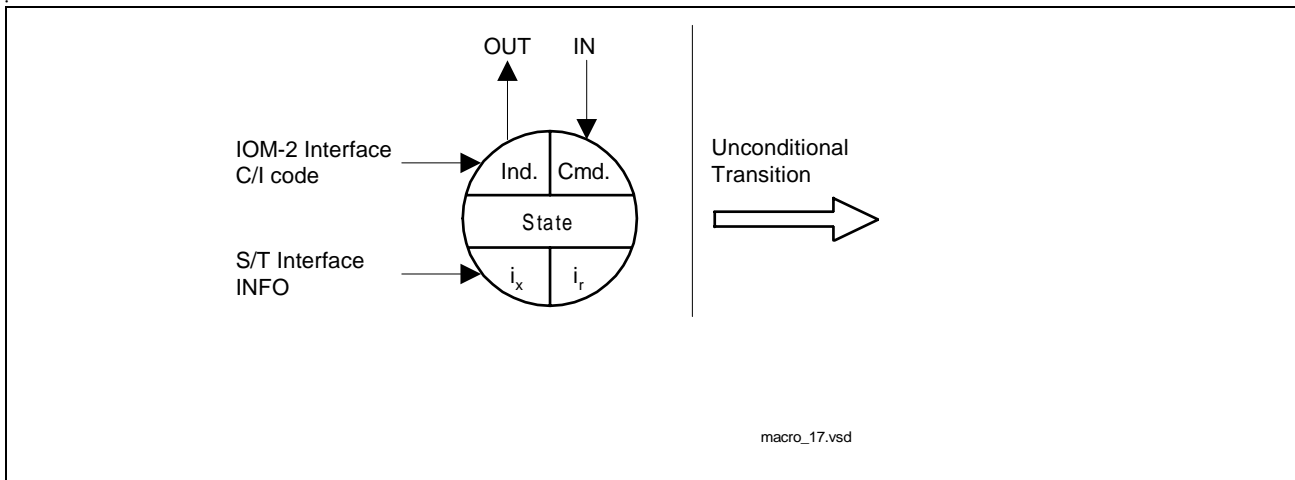 OUT IN
IOM-2 Interface
C/I code
Ind. Cmd.
State
S/T Interface
INFO
ix ir
Unconditional
Transition
macro_17.vsd